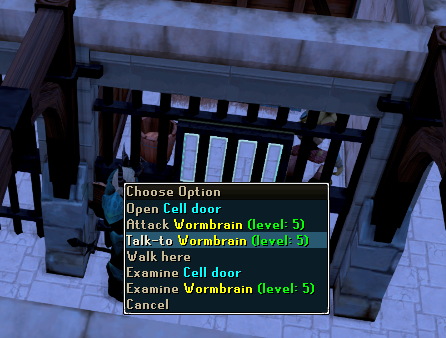 Choose Option
Open Cell door
Attack Wormbrain (level: 5)
Talk-to Wormbrain (level: 5)
Walk here
Examine Cell door
Examine Wormbrain (level: 5)
Cancel